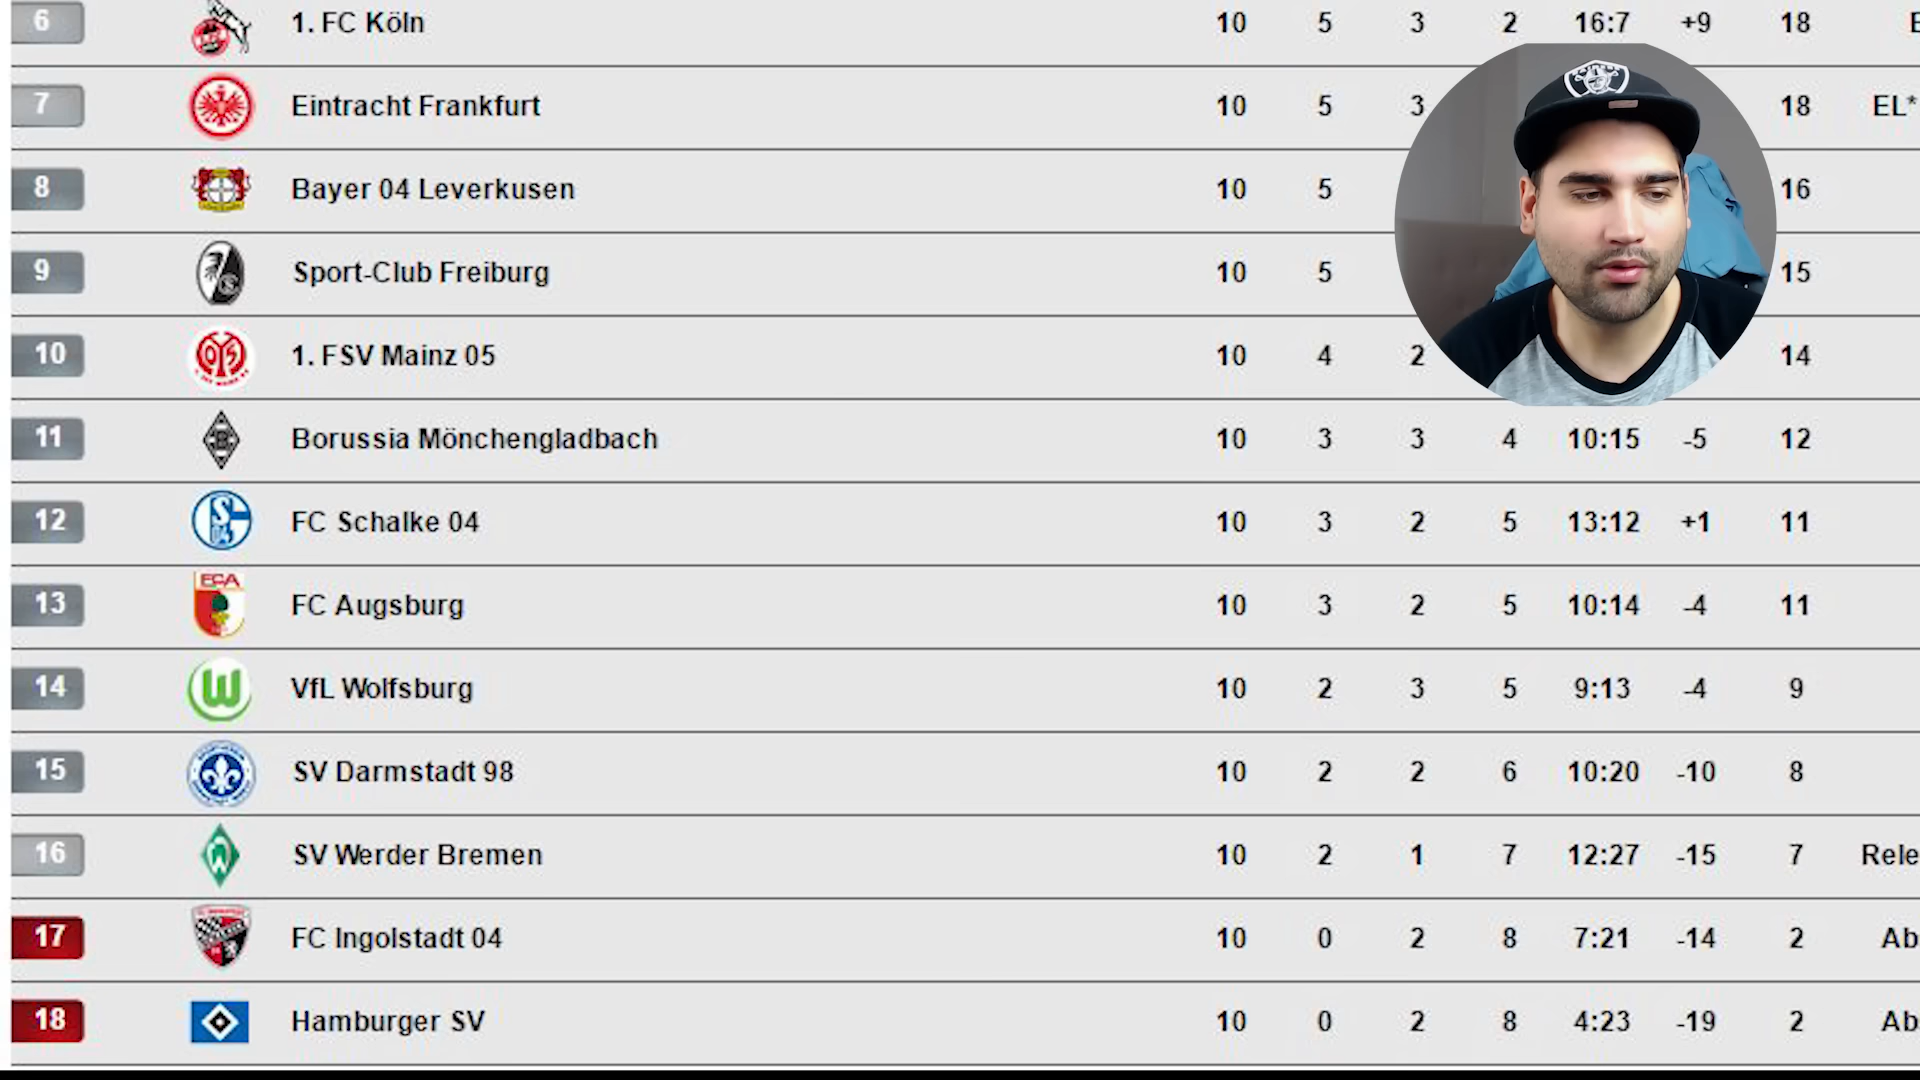 6 1. FC Köln 10 5 3 2 16:7 +9 18 E
7 Eintracht Frankfurt 10 5 3 18 EL*
8 Bayer 04 Leverkusen 10 5 16
9 Sport-Club Freiburg 10 5 15
10 1. FSV Mainz 05 10 4 2 14
11 Borussia Mönchengladbach 10 3 3 4 10:15 -5 12
12 FC Schalke 04 10 3 2 5 13:12 +1 11
13 FCA FC Augsburg 10 3 2 5 10:14 -4 11
14 VfL Wolfsburg 10 2 3 5 9:13 -4 9
15 SV Darmstadt 98 10 2 2 6 10:20 -10 8
16 SV Werder Bremen 10 2 1 7 12:27 -15 7 Rele
17 FC Ingolstadt 04 10 0 2 8 7:21 -14 2 Ab
18 Hamburger SV 10 0 2 8 4:23 -19 2 Ab